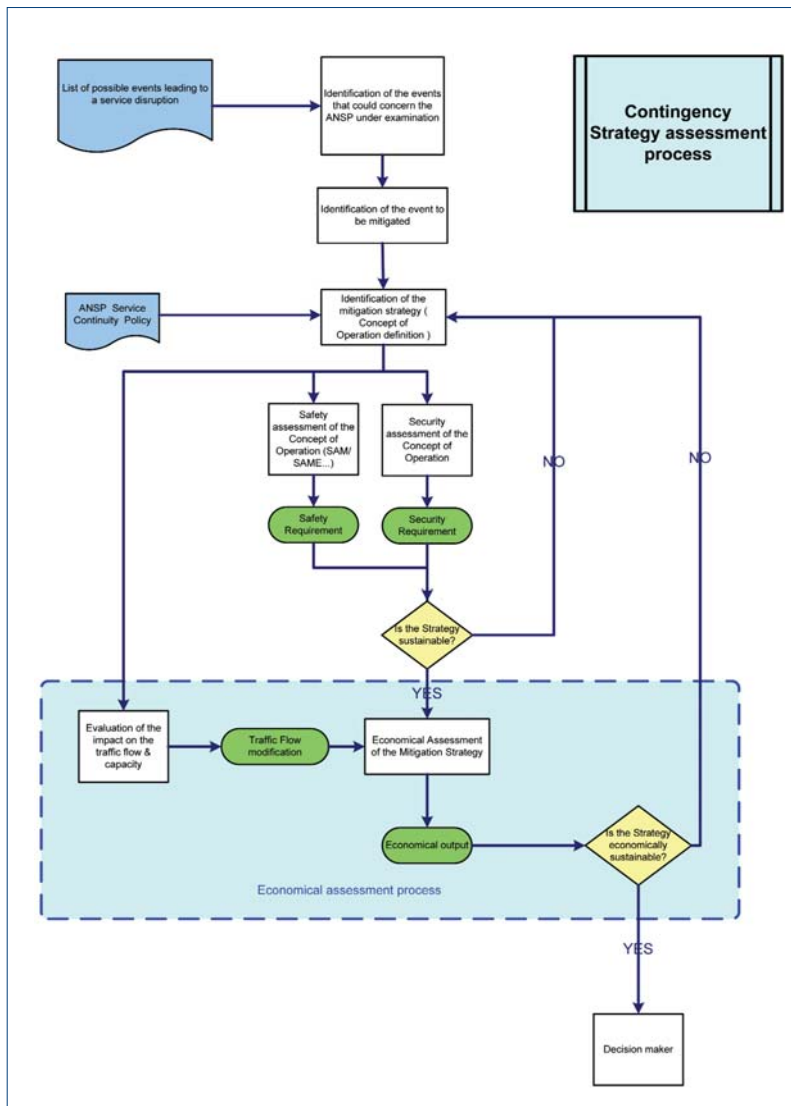 List of possible events leading to
a service disruption
Identification of the events
that could concern the
ANSP under examination
Contingency
Strategy assessment
process
Identification of the event to
be mitigated
ANSP Service
Continuity Policy
Identification of the
mitigation strategy (
Concept of
Operation definition )
Safety
assessment of the
Concept of
Operation (SAM/
SAME...)
Security
assessment of the
Concept of
Operation
NO
NO
Safety
Requirement
Security
Requirement
Is the Strategy
sustainable?
YES
Evaluation of the
impact on the
traffic flow &
capacity
Traffic Flow
modification
Economical Assessment
of the Mitigation Strategy
Economical output
Is the Strategy
economically
sustainable?
Economical assessment process
YES
Decision maker